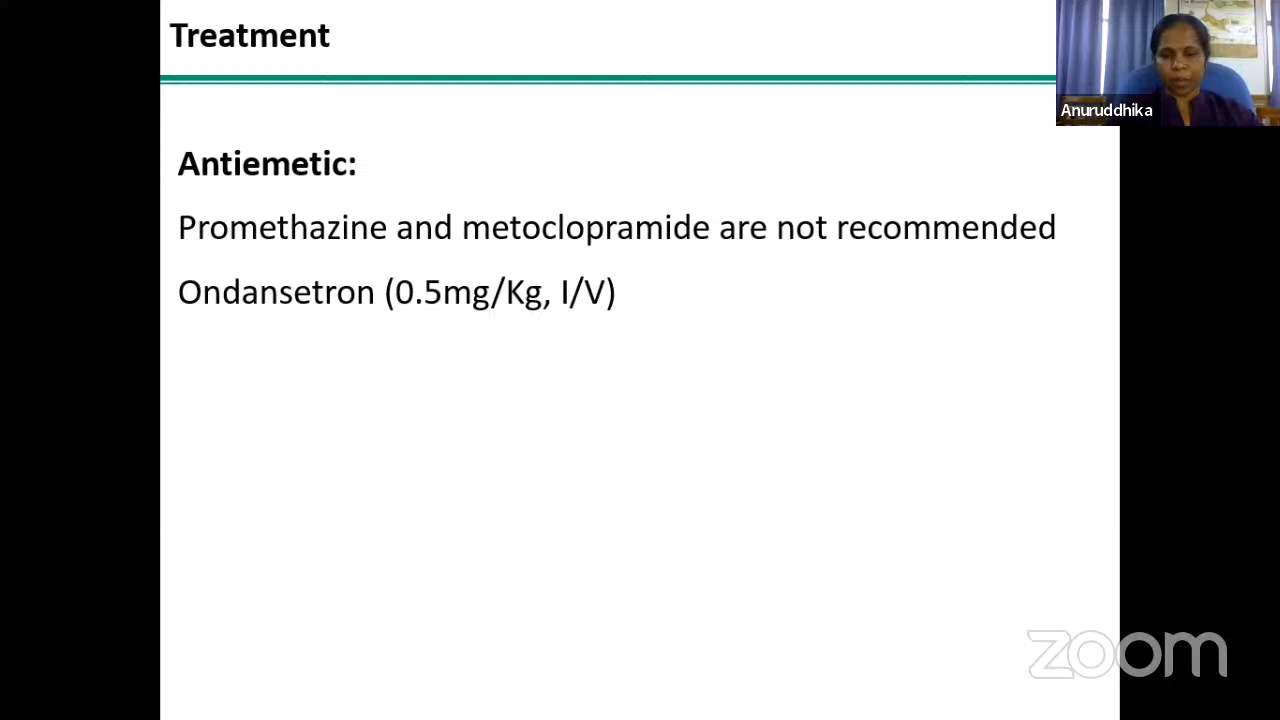 Treatment
Anuruddhika
Antiemetic:
Promethazine and metoclopramide are not recommended
Ondansetron (0.5mg/Kg, I/V)
zoom